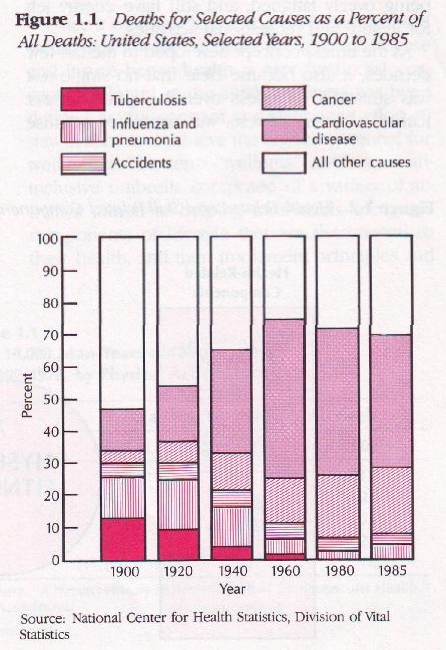 Figure 1.1. Deaths for Selected Causes as a Percent of
All Deaths: United States, Selected Years, 1900 to 1985
Tuberculosis
Influenza and
pneumonia
Accidents
Cancer
Cardiovascular
disease
All other causes
100
90
80
70
60
50
40
30
20
10
0
Percent
1900 1920 1940 1960 1980 1985
Year
Source: National Center for Health Statistics, Division of Vital
Statistics